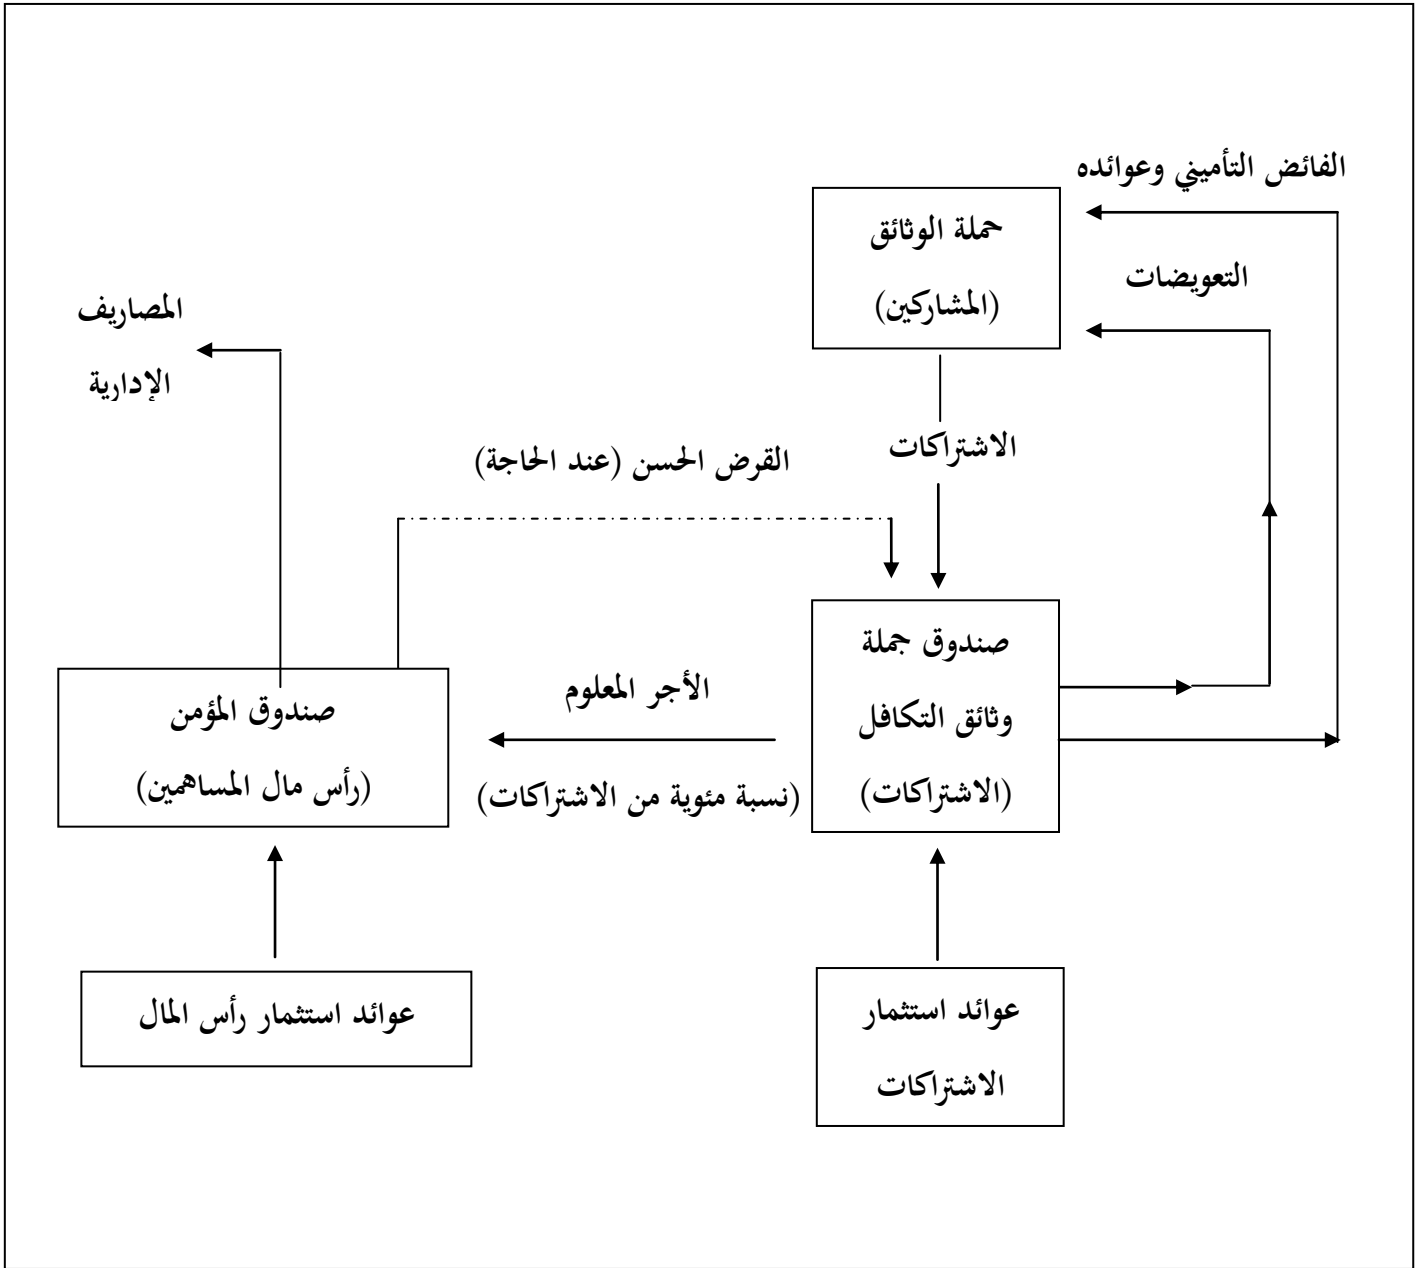 الفائض التأميني وعوائده
حملة الوثائق
(المشاركين)
التعويضات
المصاريف
الإدارية
الاشتراكات
القرض الحسن (عند الحاجة)
صندوق جملة
وثائق التكافل
(الاشتراكات)
الأجر المعلوم
(نسبة مئوية من الاشتراكات)
صندوق المؤمن
(رأس مال المساهمين)
عوائد استثمار
الاشتراكات
عوائد استثمار رأس المال